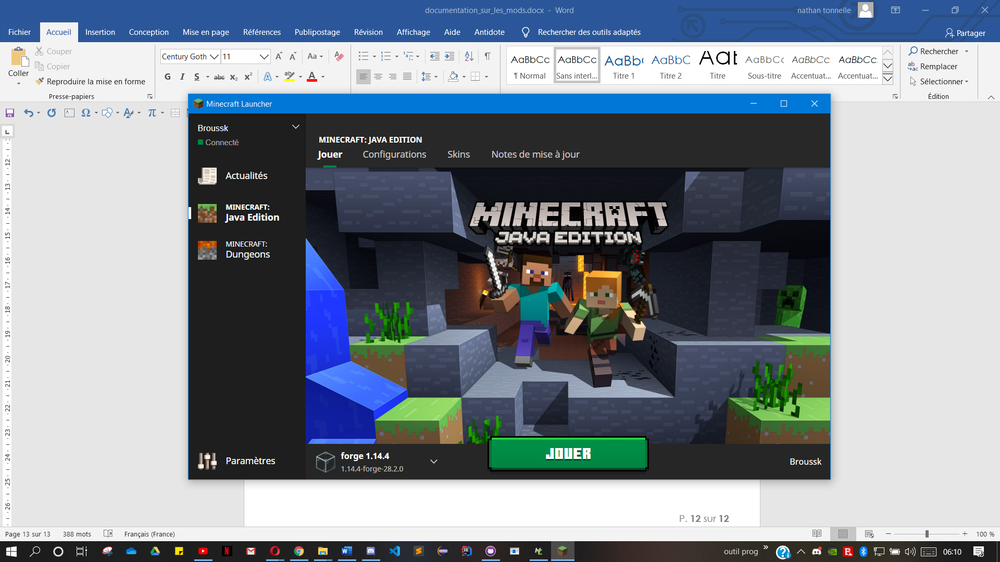 documentation_sur_les_mods.docx - Word
nathan tonnelle
Fichier Accueil Insertion Conception Mise en page Références Publipostage Révision Affichage Aide Antidote Rechercher des outils adaptés Partager
Coller
Couper
Copier
Reproduire la mise en forme
Presse-papiers
Century Goth 11
Aa
G I S abc x₂ x² A ab A
AaBbCc AaBbCc AaBb( AaBbC Aat AaBbCc AaBbCc AaBbCc
¶ Normal Sans interl... Titre 1 Titre 2 Titre Sous-titre Accentuat... Accentuat...
Rechercher
Remplacer
Sélectionner
Édition
Minecraft Launcher
Broussk
Connecté
Actualités
MINECRAFT:
Java Edition
MINECRAFT:
Dungeons
Paramètres
MINECRAFT: JAVA EDITION
Jouer Configurations Skins Notes de mise à jour
MINECRAFT
JAVA EDITION
forge 1.14.4
1.14.4-forge-28.2.0
JOUER
Broussk
12
13
14
15
16
17
18
19
20
21
22
23
24
25
26
P. 12 sur 12
Page 13 sur 13 388 mots Français (France)
100 %
outil prog
06:10